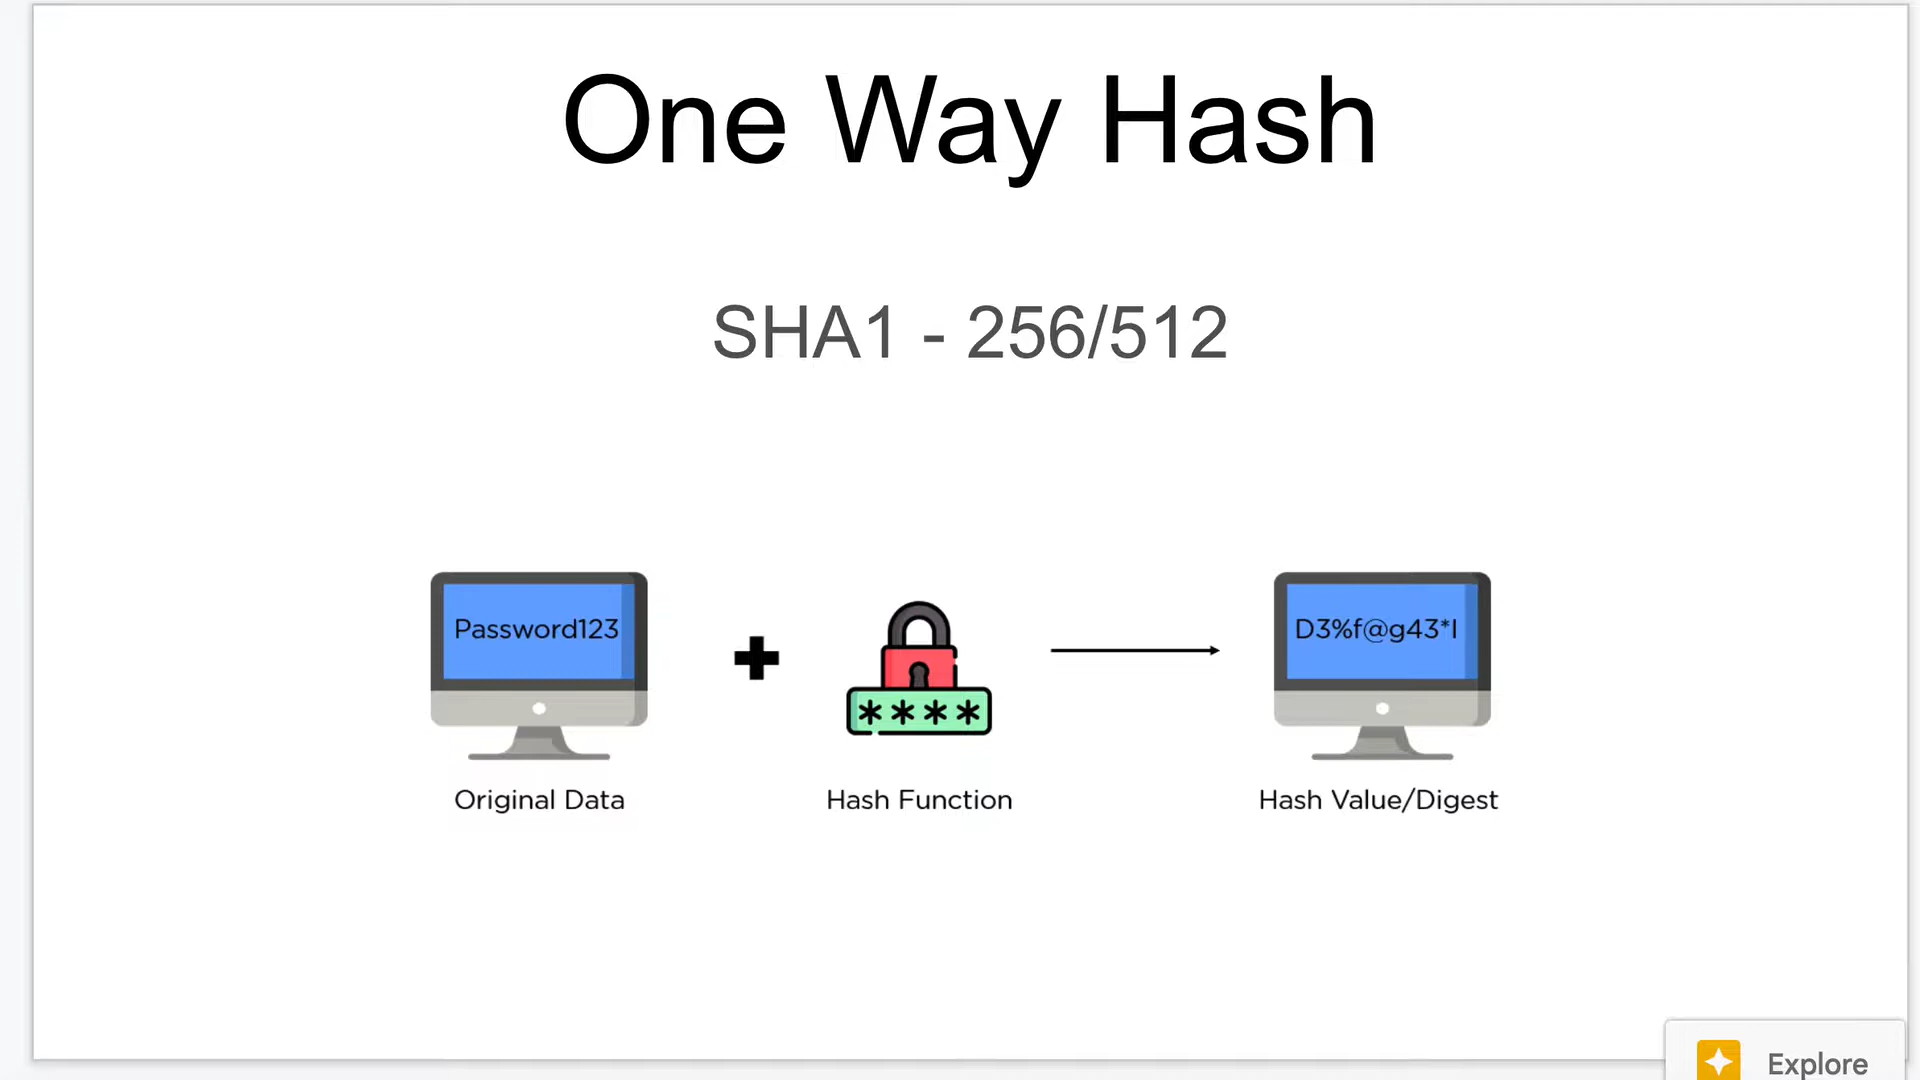 One Way Hash
SHA1 - 256/512
Password123
****
D3%f@g43*l
Original Data
Hash Function
Hash Value/Digest
Explore